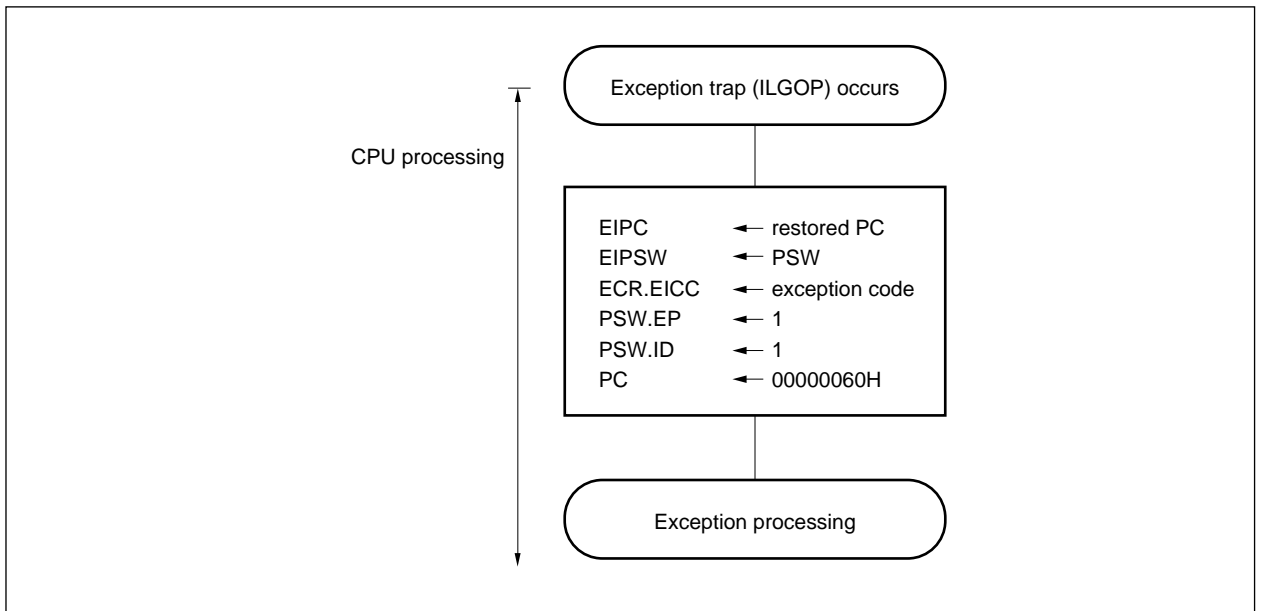 Exception trap (ILGOP) occurs
CPU processing
EIPC ← restored PC
EIPSW ← PSW
ECR.EICC ← exception code
PSW.EP ← 1
PSW.ID ← 1
PC ← 00000060H
Exception processing